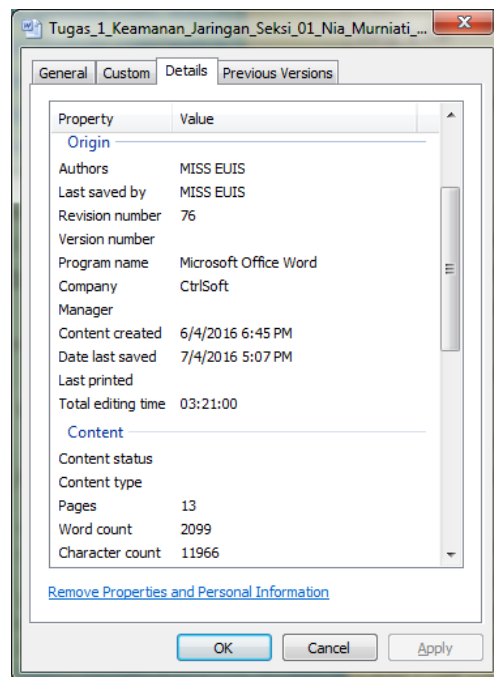 Tugas_1_Keamanan_Jaringan_Seksi_01_Nia_Murniati_...
General Custom Details Previous Versions
Property Value
Origin
Authors MISS EUIS
Last saved by MISS EUIS
Revision number 76
Version number
Program name Microsoft Office Word
Company CtrlSoft
Manager
Content created 6/4/2016 6:45 PM
Date last saved 7/4/2016 5:07 PM
Last printed
Total editing time 03:21:00
Content
Content status
Content type
Pages 13
Word count 2099
Character count 11966
Remove Properties and Personal Information
OK Cancel Apply